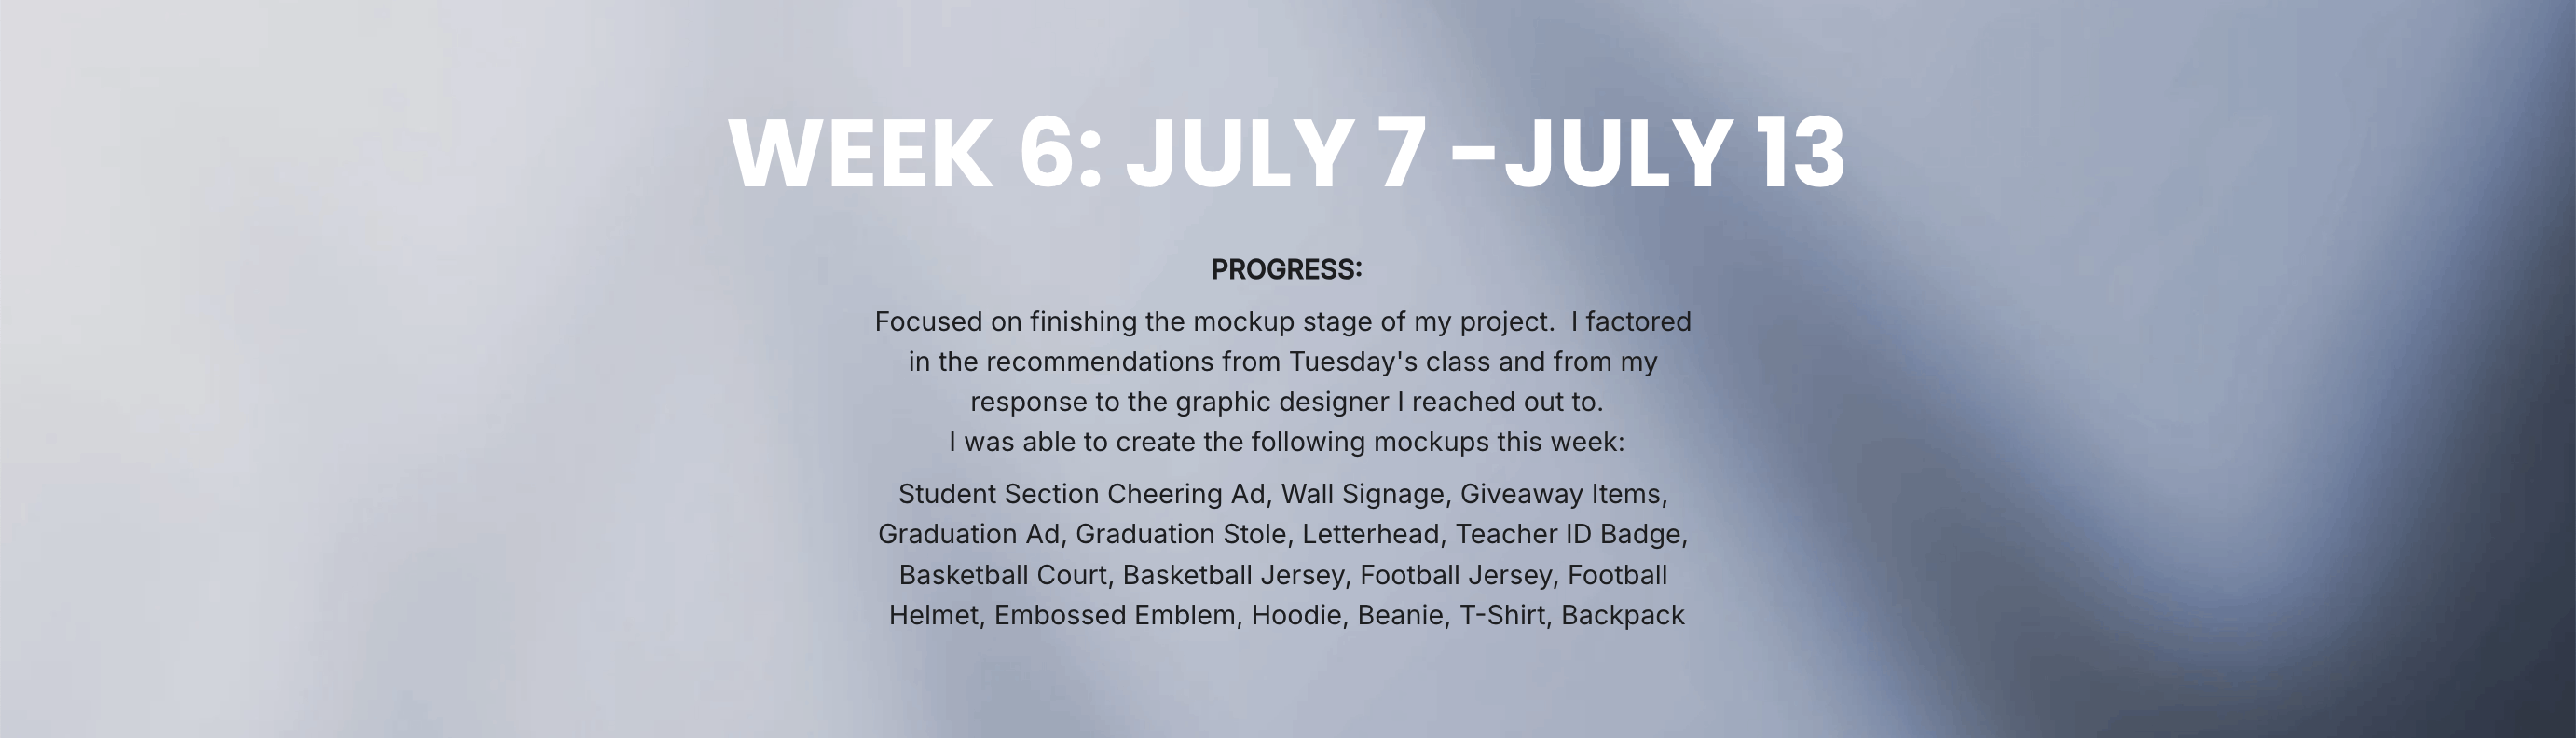 WEEK 6: JULY 7 –JULY 13
PROGRESS:
Focused on finishing the mockup stage of my project.  I factored
in the recommendations from Tuesday's class and from my
response to the graphic designer I reached out to.
I was able to create the following mockups this week:
Student Section Cheering Ad, Wall Signage, Giveaway Items,
Graduation Ad, Graduation Stole, Letterhead, Teacher ID Badge,
Basketball Court, Basketball Jersey, Football Jersey, Football
Helmet, Embossed Emblem, Hoodie, Beanie, T-Shirt, Backpack